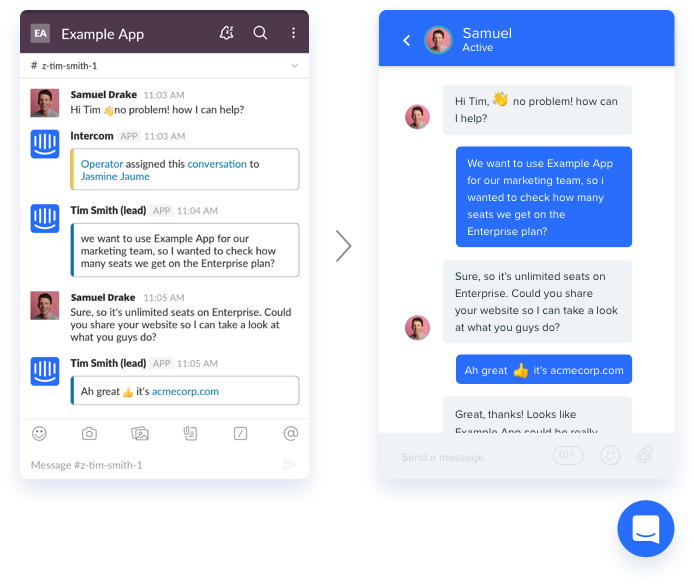 EA Example App
# z-tim-smith-1
Samuel Drake 11:03 AM
Hi Tim 👋 no problem! how I can help?
Intercom APP 11:03 AM
Operator assigned this conversation to
Jasmine Jaume
Tim Smith (lead) APP 11:04 AM
we want to use Example App for our
marketing team, so I wanted to check how
many seats we get on the Enterprise plan?
Samuel Drake 11:05 AM
Sure, so it's unlimited seats on Enterprise. Could
you share your website so I can take a look at
what you guys do?
Tim Smith (lead) APP 11:05 AM
Ah great 👍 it's acmecorp.com
Message #z-tim-smith-1
Samuel
Active
Hi Tim, 👋 no problem! how can
I help?
We want to use Example App
for our marketing team, so i
wanted to check how many
seats we get on the
Enterprise plan?
Sure, so it's unlimited seats on
Enterprise. Could you share
your website so I can take a look
at what you guys do?
Ah great 👍 it's acmecorp.com
Great, thanks! Looks like
Example App could be really
Send a message...
GIF